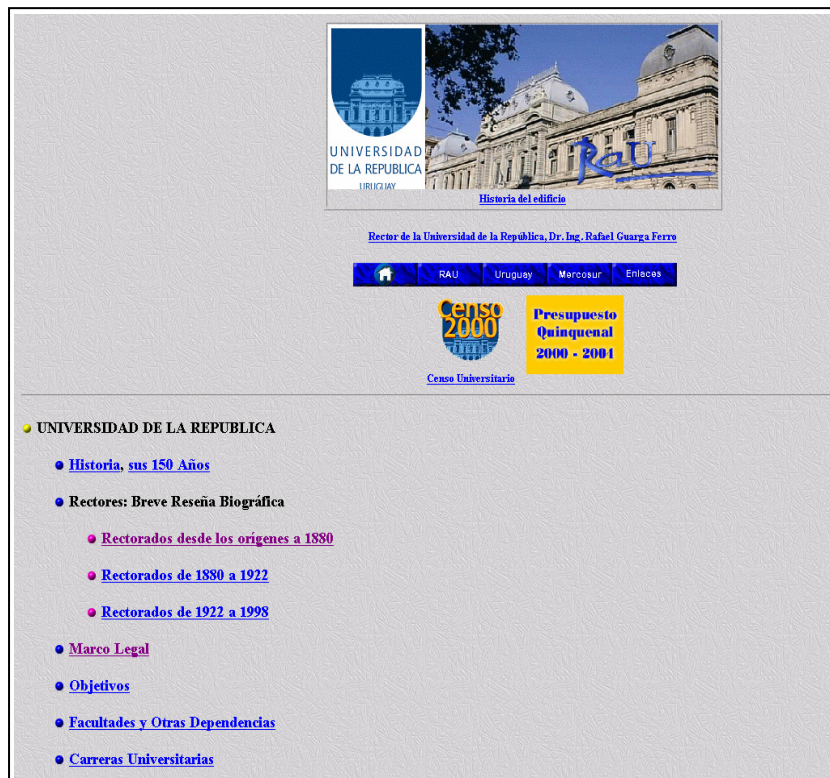 UNIVERSIDAD
DE LA REPUBLICA
URUGUAY
RaU
Historia del edificio
Rector de la Universidad de la República, Dr. Ing. Rafael Guarga Ferro
RAU Uruguay Mercosur Enlaces
Censo
2000
Presupuesto
Quinquenal
2000 - 2004
Censo Universitario
UNIVERSIDAD DE LA REPUBLICA
Historia, sus 150 Años
Rectores: Breve Reseña Biográfica
Rectorados desde los orígenes a 1880
Rectorados de 1880 a 1922
Rectorados de 1922 a 1998
Marco Legal
Objetivos
Facultades y Otras Dependencias
Carreras Universitarias